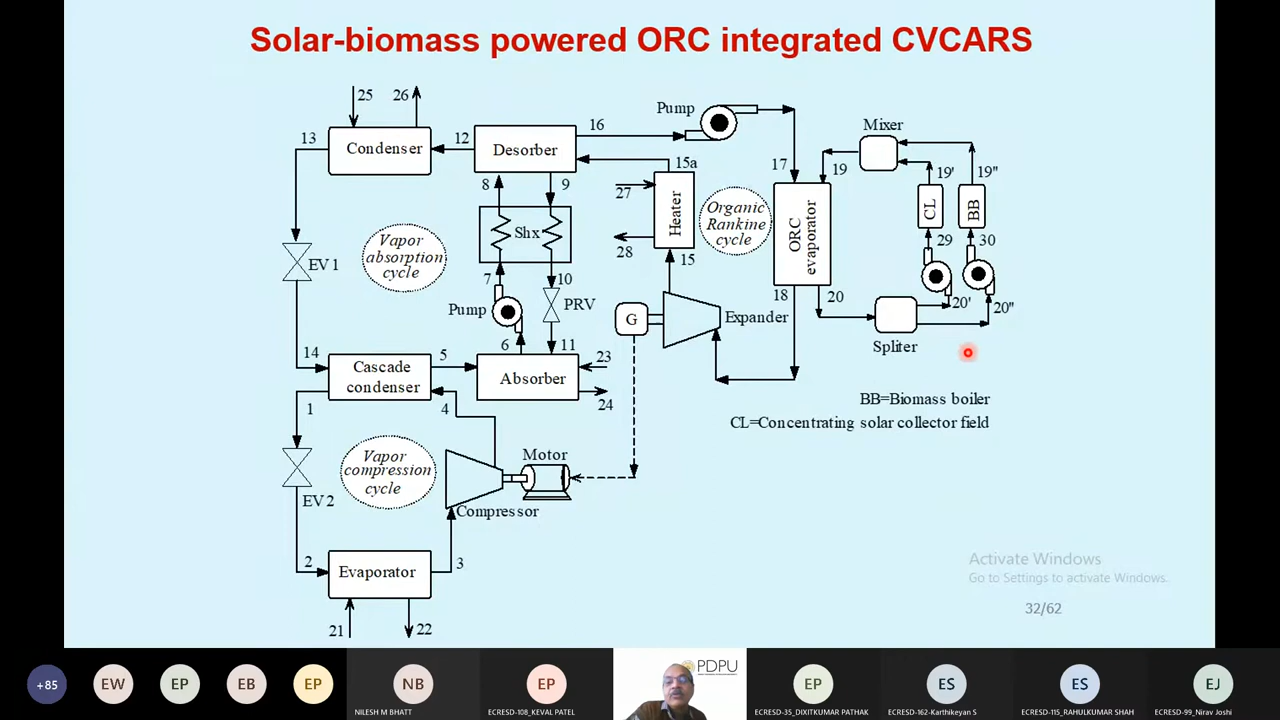 Solar-biomass powered ORC integrated CVCARS
25
26
Pump
Mixer
13
Condenser
12
Desorber
16
17
19
19'
19"
15a
8
9
27
Heater
Organic
Rankine
cycle
ORC
evaporator
CL
BB
Vapor
absorption
cycle
Shx
28
29
30
EV1
7
10
15
18
20
20'
20"
Pump
PRV
G
Expander
Spliter
6
11
14
Cascade
condenser
5
Absorber
23
24
1
4
BB=Biomass boiler
CL=Concentrating solar collector field
Vapor
compression
cycle
Motor
EV2
Compressor
2
Evaporator
3
21
22
Activate Windows
Go to Settings to activate Windows.
32/62
+85
EW
EP
EB
EP
NB
NILESH M BHATT
EP
ECRESD-108_KEVAL PATEL
PDPU
EP
ECRESD-35_DIXITKUMAR PATHAK
ES
ECRESD-162-Karthikeyan S
ES
ECRESD-115_RAHULKUMAR SHAH
EJ
ECRESD-99_Nirav Joshi